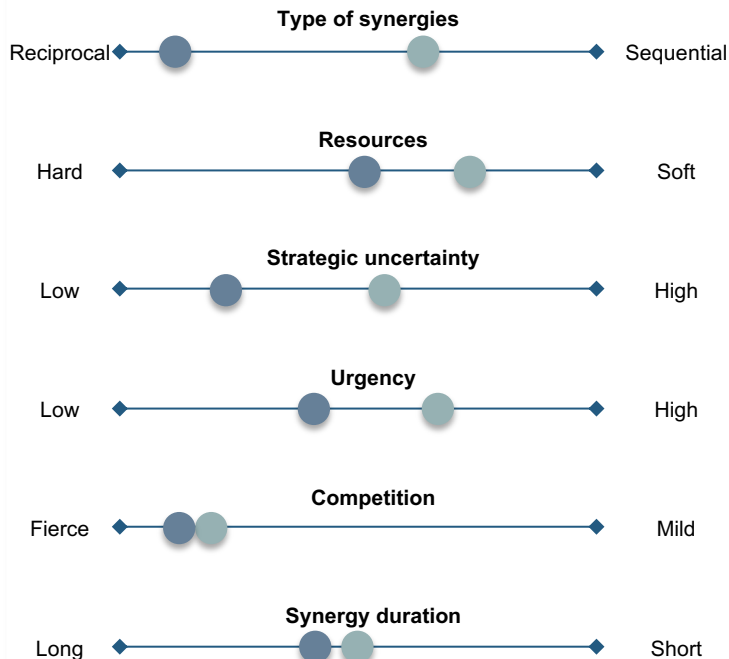 Type of synergies
Reciprocal Sequential
Resources
Hard Soft
Strategic uncertainty
Low High
Urgency
Low High
Competition
Fierce Mild
Synergy duration
Long Short